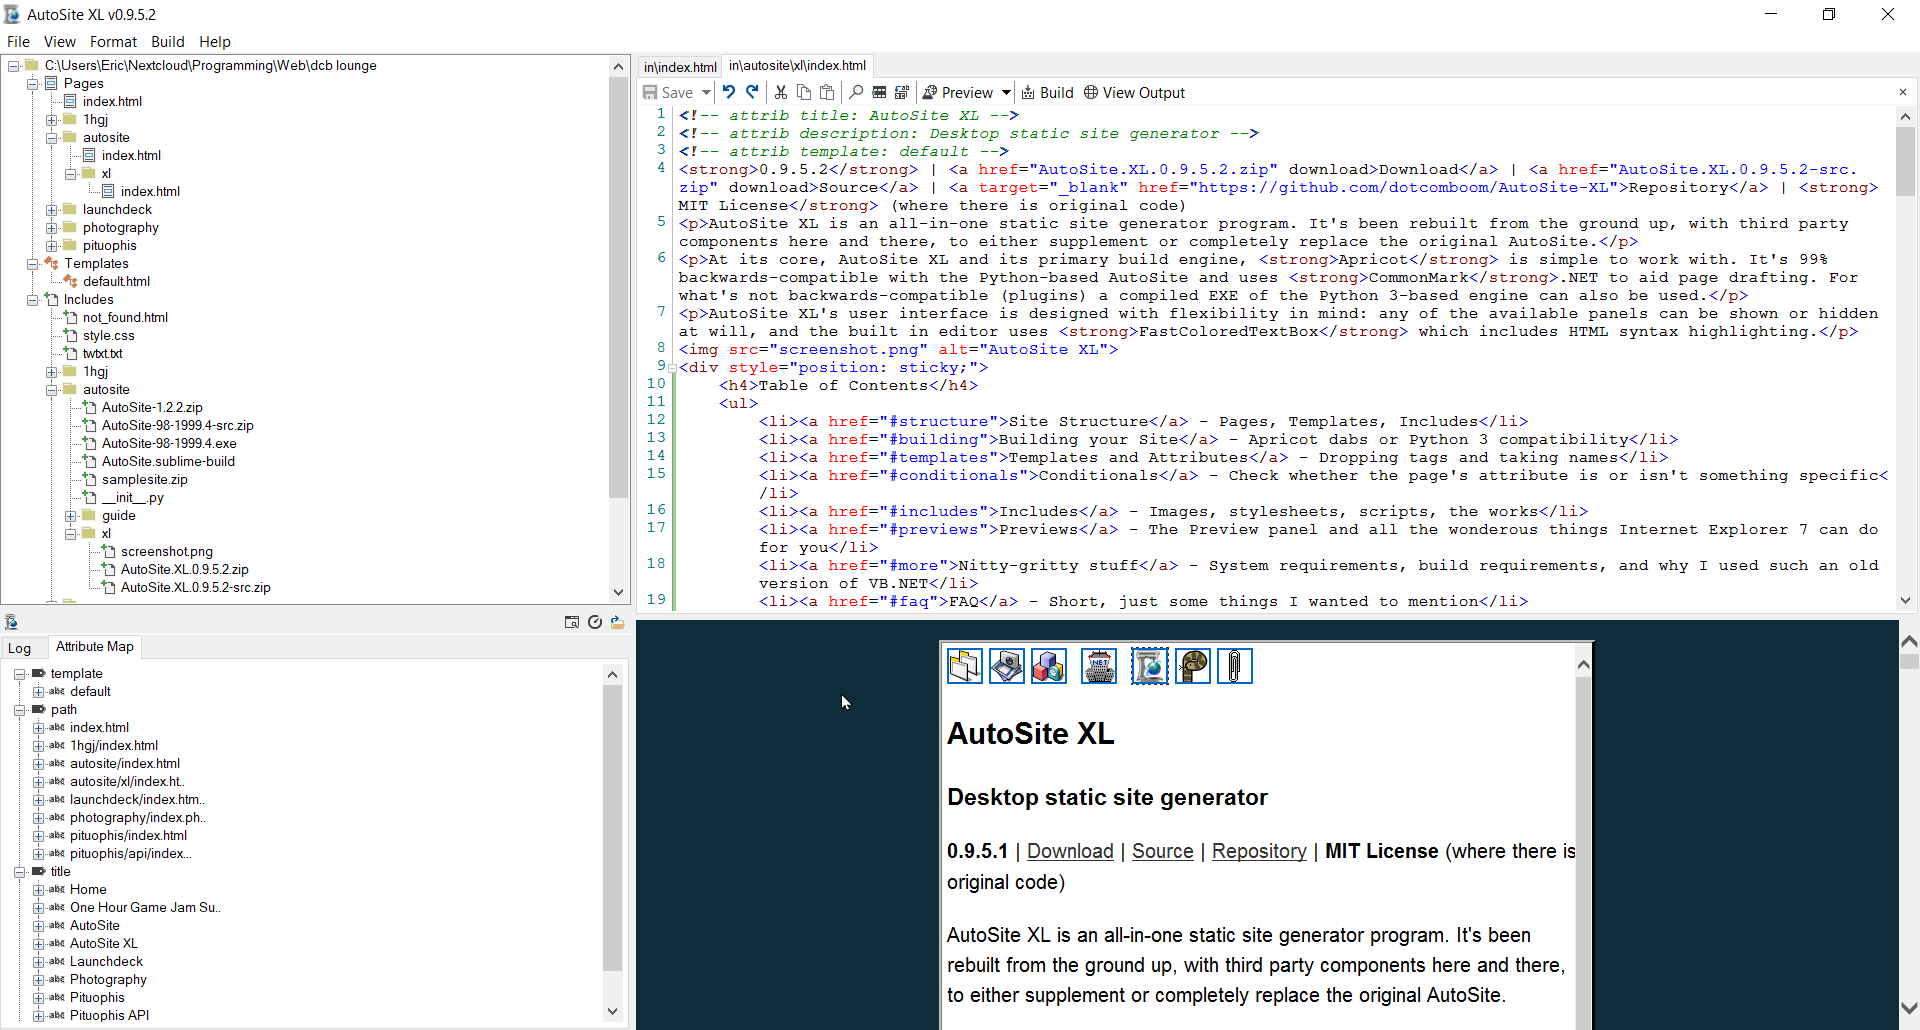 AutoSite XL v0.9.5.2
File View Format Build Help
C:\Users\Eric\Nextcloud\Programming\Web\dcb lounge
Pages
index.html
1hgj
autosite
index.html
xl
index.html
launchdeck
photography
pituophis
Templates
default.html
Includes
not_found.html
style.css
twtxt.txt
1hgj
autosite
AutoSite-1.2.2.zip
AutoSite-98-1999.4-src.zip
AutoSite-98-1999.4.exe
AutoSite.sublime-build
samplesite.zip
__init__.py
guide
xl
screenshot.png
AutoSite.XL.0.9.5.2.zip
AutoSite.XL.0.9.5.2-src.zip
Log Attribute Map
template
abc default
path
abc index.html
abc 1hgj/index.html
abc autosite/index.html
abc autosite/xl/index.ht..
abc launchdeck/index.htm..
abc photography/index.ph..
abc pituophis/index.html
abc pituophis/api/index...
title
abc Home
abc One Hour Game Jam Su..
abc AutoSite
abc AutoSite XL
abc Launchdeck
abc Photography
abc Pituophis
abc Pituophis API
in\index.html in\autosite\xl\index.html
Save Preview Build View Output
1 <!-- attrib title: AutoSite XL -->
2 <!-- attrib description: Desktop static site generator -->
3 <!-- attrib template: default -->
4 <strong>0.9.5.2</strong> | <a href="AutoSite.XL.0.9.5.2.zip" download>Download</a> | <a href="AutoSite.XL.0.9.5.2-src.
zip" download>Source</a> | <a target="_blank" href="https://github.com/dotcomboom/AutoSite-XL">Repository</a> | <strong>
MIT License</strong> (where there is original code)
5 <p>AutoSite XL is an all-in-one static site generator program. It's been rebuilt from the ground up, with third party
components here and there, to either supplement or completely replace the original AutoSite.</p>
6 <p>At its core, AutoSite XL and its primary build engine, <strong>Apricot</strong> is simple to work with. It's 99%
backwards-compatible with the Python-based AutoSite and uses <strong>CommonMark</strong>.NET to aid page drafting. For
what's not backwards-compatible (plugins) a compiled EXE of the Python 3-based engine can also be used.</p>
7 <p>AutoSite XL's user interface is designed with flexibility in mind: any of the available panels can be shown or hidden
at will, and the built in editor uses <strong>FastColoredTextBox</strong> which includes HTML syntax highlighting.</p>
8 <img src="screenshot.png" alt="AutoSite XL">
9 <div style="position: sticky;">
10 <h4>Table of Contents</h4>
11 <ul>
12 <li><a href="#structure">Site Structure</a> - Pages, Templates, Includes</li>
13 <li><a href="#building">Building your Site</a> - Apricot dabs or Python 3 compatibility</li>
14 <li><a href="#templates">Templates and Attributes</a> - Dropping tags and taking names</li>
15 <li><a href="#conditionals">Conditionals</a> - Check whether the page's attribute is or isn't something specific<
/li>
16 <li><a href="#includes">Includes</a> - Images, stylesheets, scripts, the works</li>
17 <li><a href="#previews">Previews</a> - The Preview panel and all the wonderous things Internet Explorer 7 can do
for you</li>
18 <li><a href="#more">Nitty-gritty stuff</a> - System requirements, build requirements, and why I used such an old
version of VB.NET</li>
19 <li><a href="#faq">FAQ</a> - Short, just some things I wanted to mention</li>
.NET
AutoSite XL
Desktop static site generator
0.9.5.1 | Download | Source | Repository | MIT License (where there is
original code)
AutoSite XL is an all-in-one static site generator program. It's been
rebuilt from the ground up, with third party components here and there,
to either supplement or completely replace the original AutoSite.